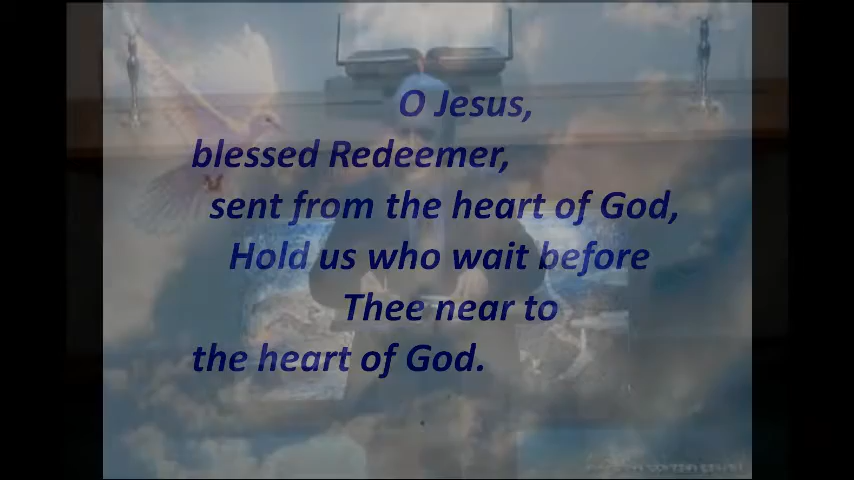 O Jesus,
blessed Redeemer,
sent from the heart of God,
Hold us who wait before
Thee near to
the heart of God.